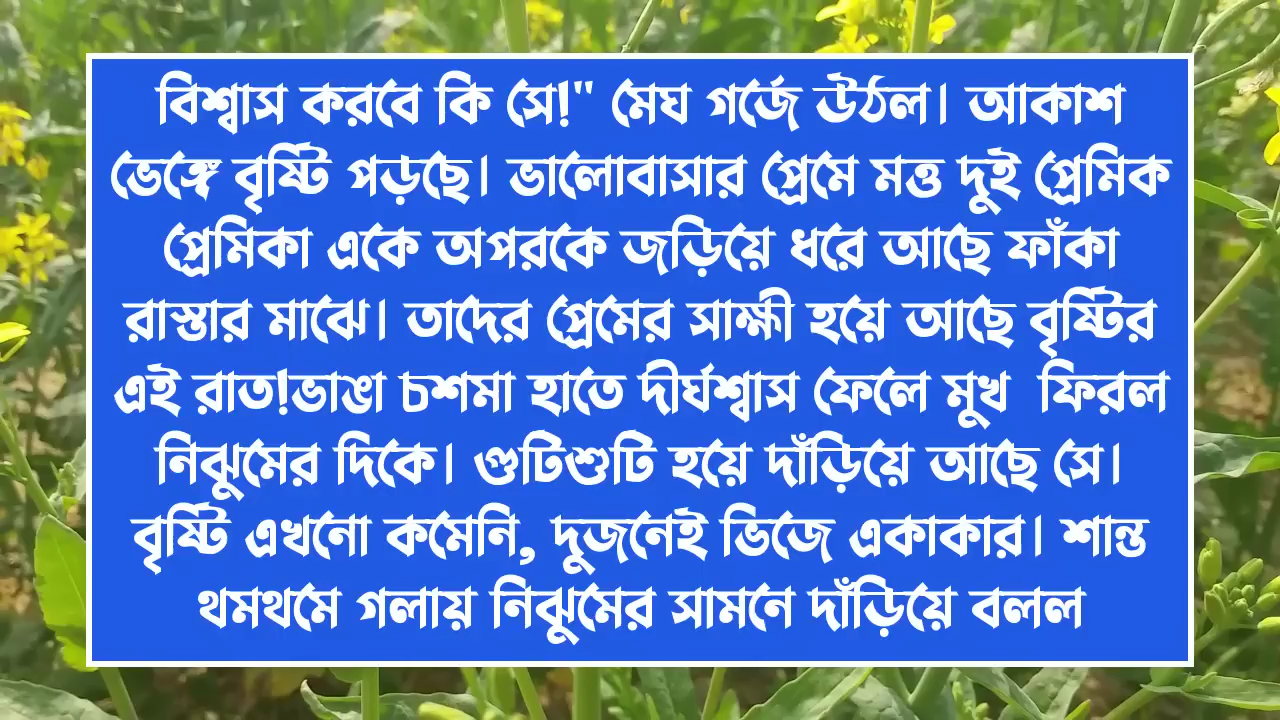 বিশ্বাস করবে কি সে!" মেঘ গর্জে উঠল। আকাশ
ভেঙ্গে বৃষ্টি পড়ছে। ভালোবাসার প্রেমে মত্ত দুই প্রেমিক
প্রেমিকা একে অপরকে জড়িয়ে ধরে আছে ফাঁকা
রাস্তার মাঝে। তাদের প্রেমের সাক্ষী হয়ে আছে বৃষ্টির
এই রাত!ভাঙা চশমা হাতে দীর্ঘশ্বাস ফেলে মুখ  ফিরল
নিঝুমের দিকে। গুটিশুটি হয়ে দাঁড়িয়ে আছে সে।
বৃষ্টি এখনো কমেনি, দুজনেই ভিজে একাকার। শান্ত
থমথমে গলায় নিঝুমের সামনে দাঁড়িয়ে বলল